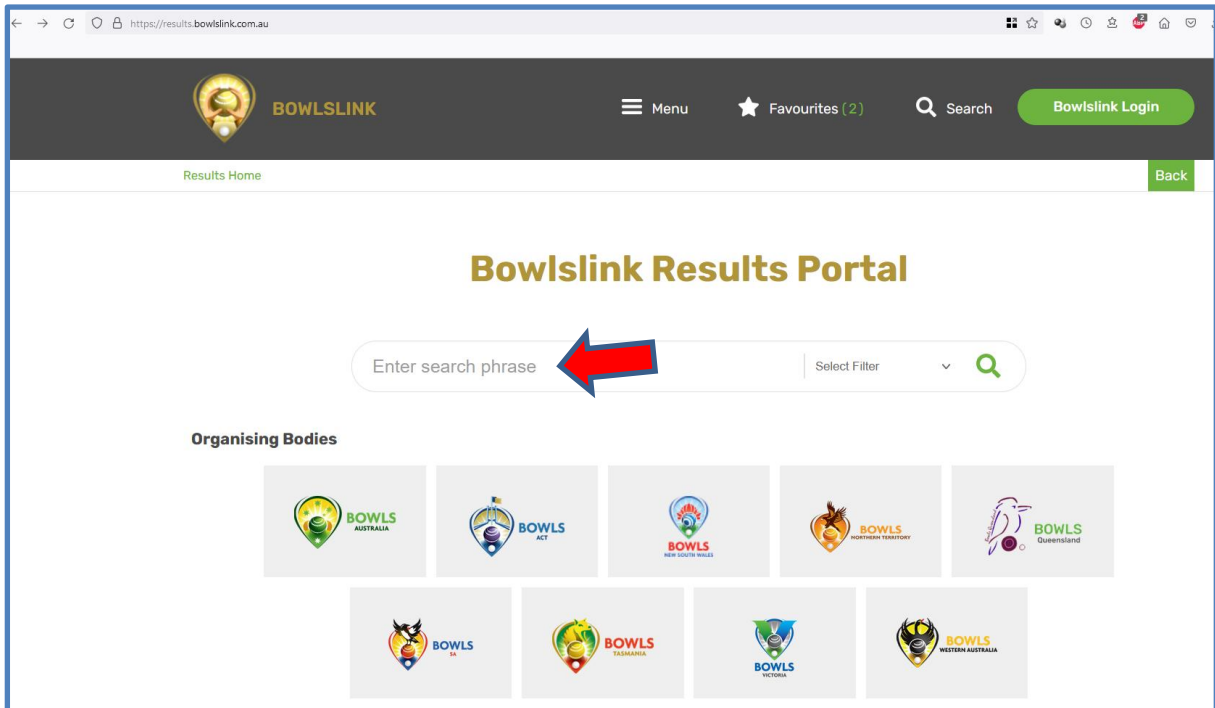 https://results.bowlslink.com.au
2
BOWLSLINK
Menu
Favourites (2)
Search
Bowlslink Login
Results Home
Back
Bowlslink Results Portal
Enter search phrase
Select Filter
Organising Bodies
BOWLS
AUSTRALIA
BOWLS
ACT
BOWLS
NEW SOUTH WALES
BOWLS
NORTHERN TERRITORY
BOWLS
Queensland
BOWLS
SA
BOWLS
TASMANIA
BOWLS
VICTORIA
BOWLS
WESTERN AUSTRALIA